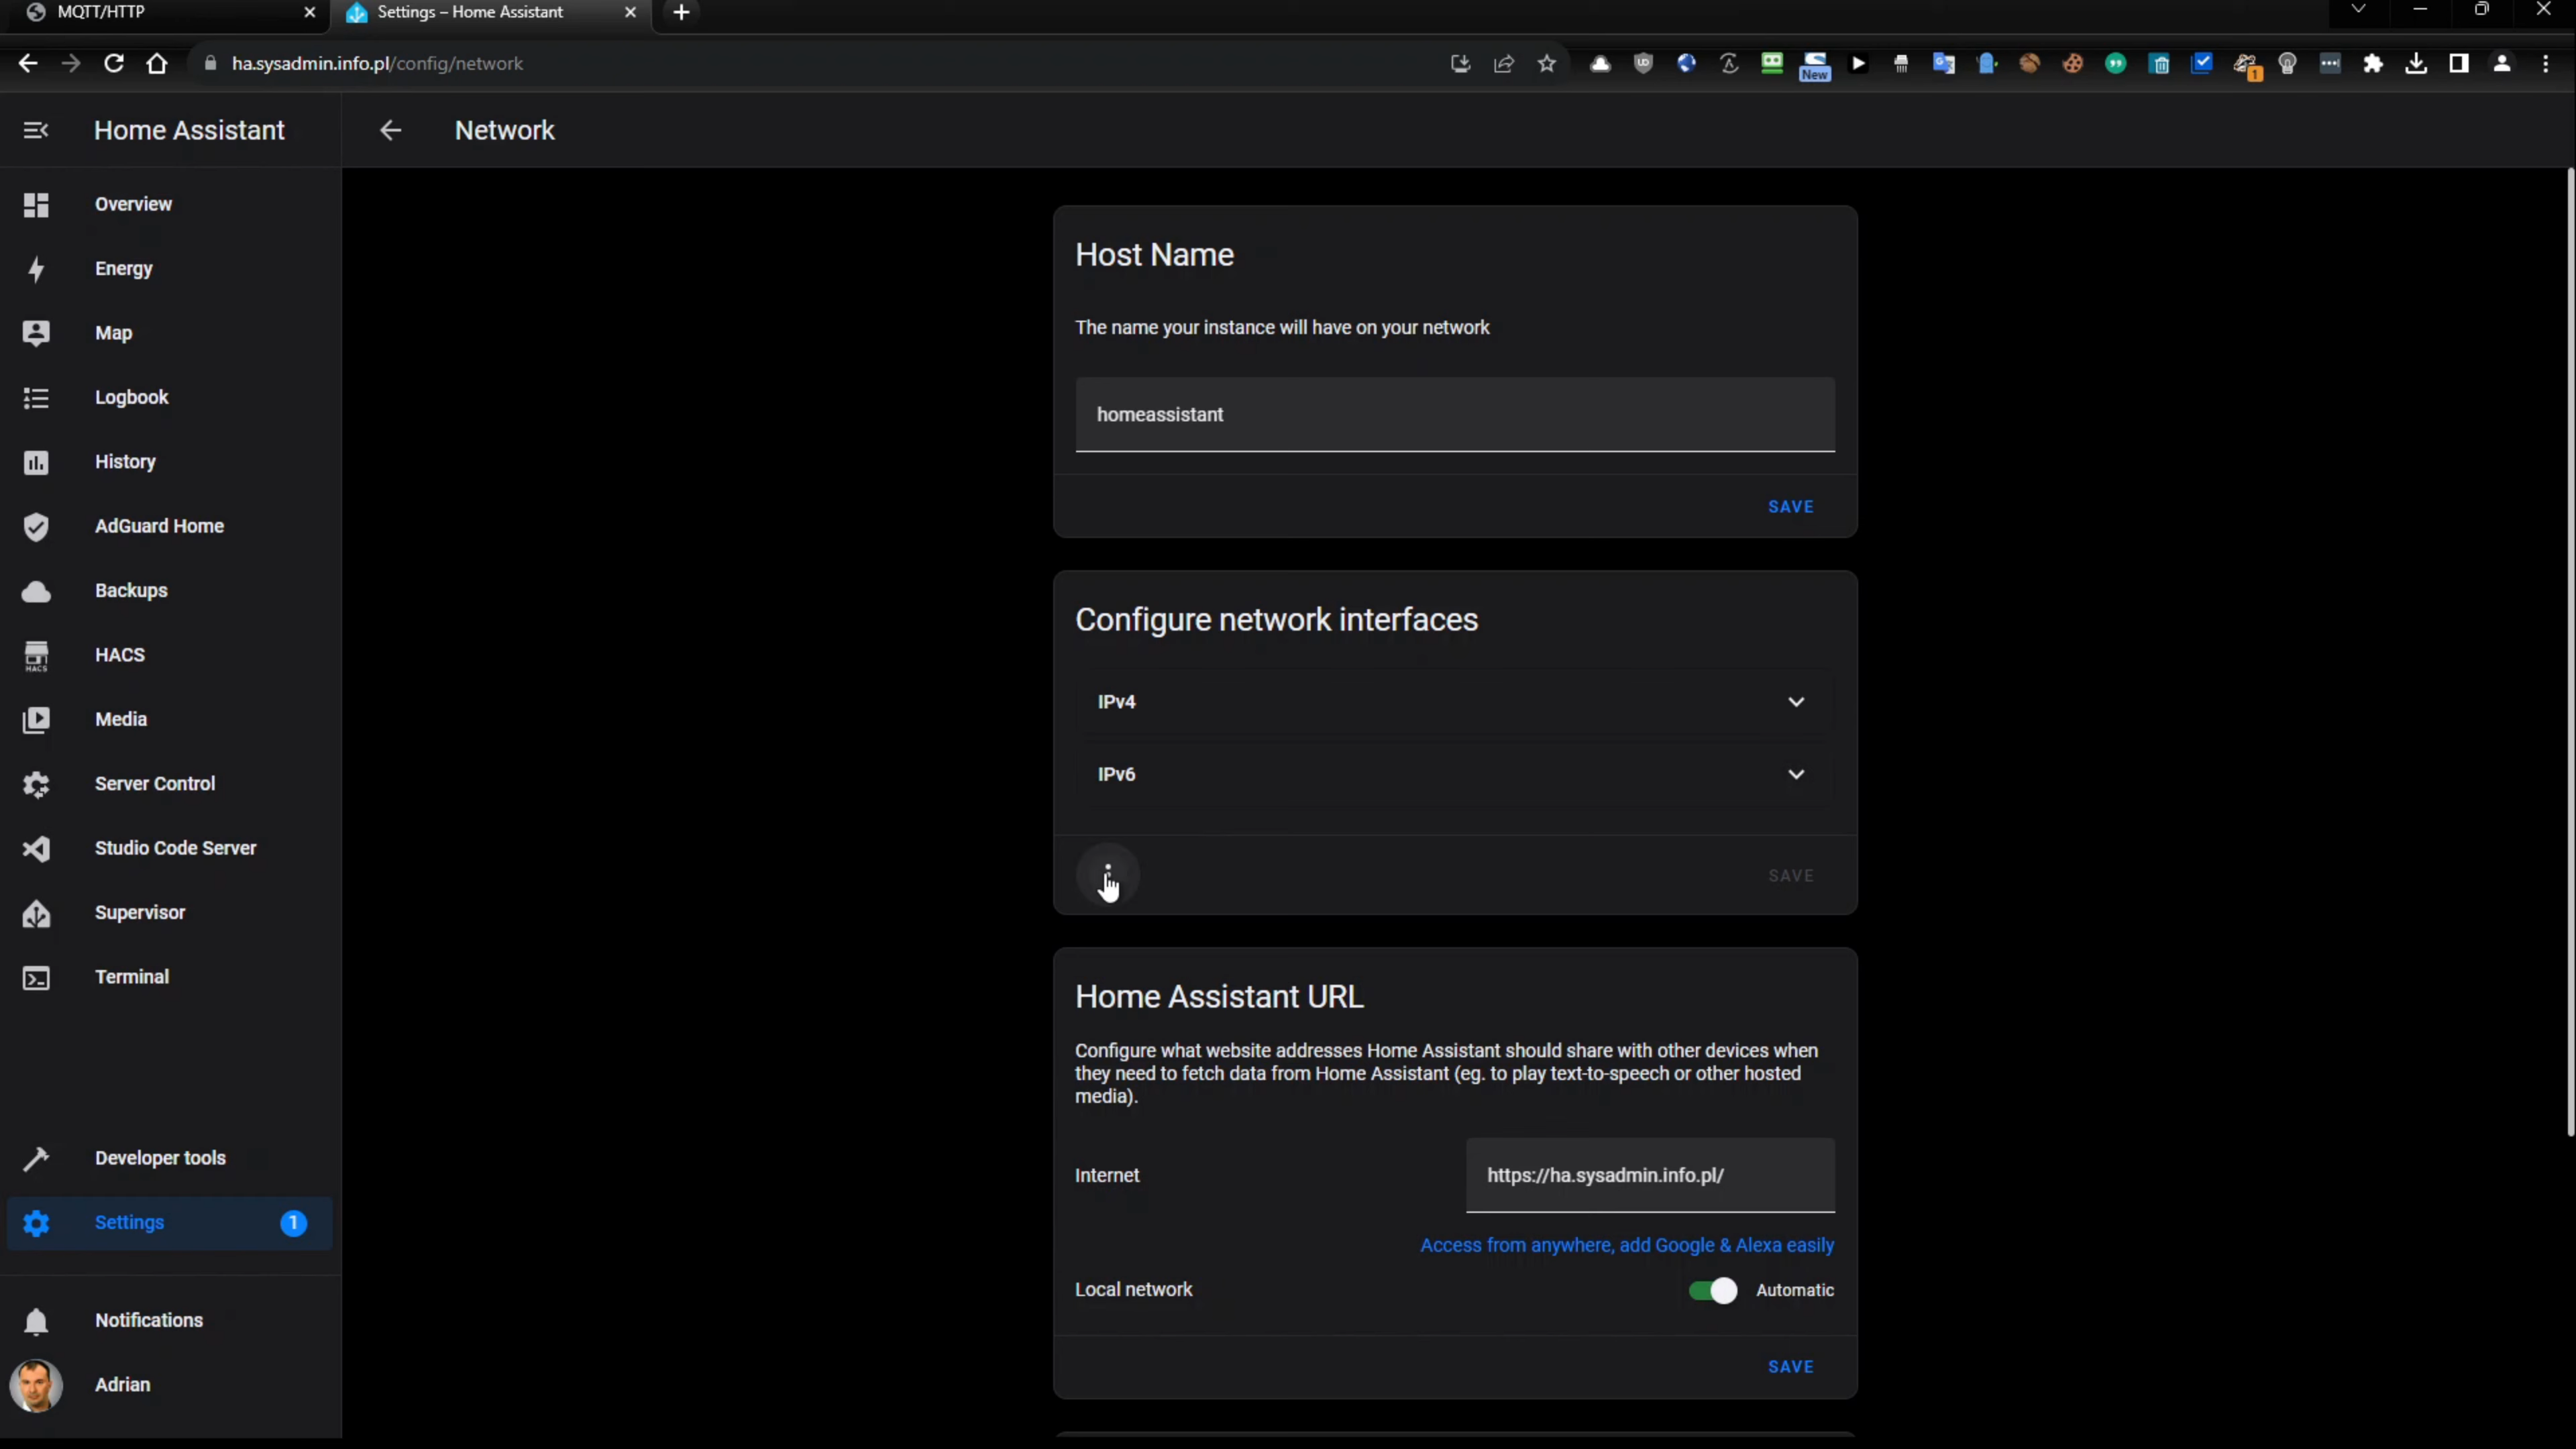 MQTT/HTTP
Settings – Home Assistant
ha.sysadmin.info.pl/config/network
New
1
Home Assistant
Network
Overview
Energy
Map
Logbook
History
AdGuard Home
Backups
HACS
HACS
Media
Server Control
Studio Code Server
Supervisor
Terminal
Developer tools
Settings
1
Notifications
Adrian
Host Name
The name your instance will have on your network
homeassistant
SAVE
Configure network interfaces
IPv4
IPv6
SAVE
Home Assistant URL
Configure what website addresses Home Assistant should share with other devices when
they need to fetch data from Home Assistant (eg. to play text-to-speech or other hosted
media).
Internet
https://ha.sysadmin.info.pl/
Access from anywhere, add Google & Alexa easily
Local network
Automatic
SAVE